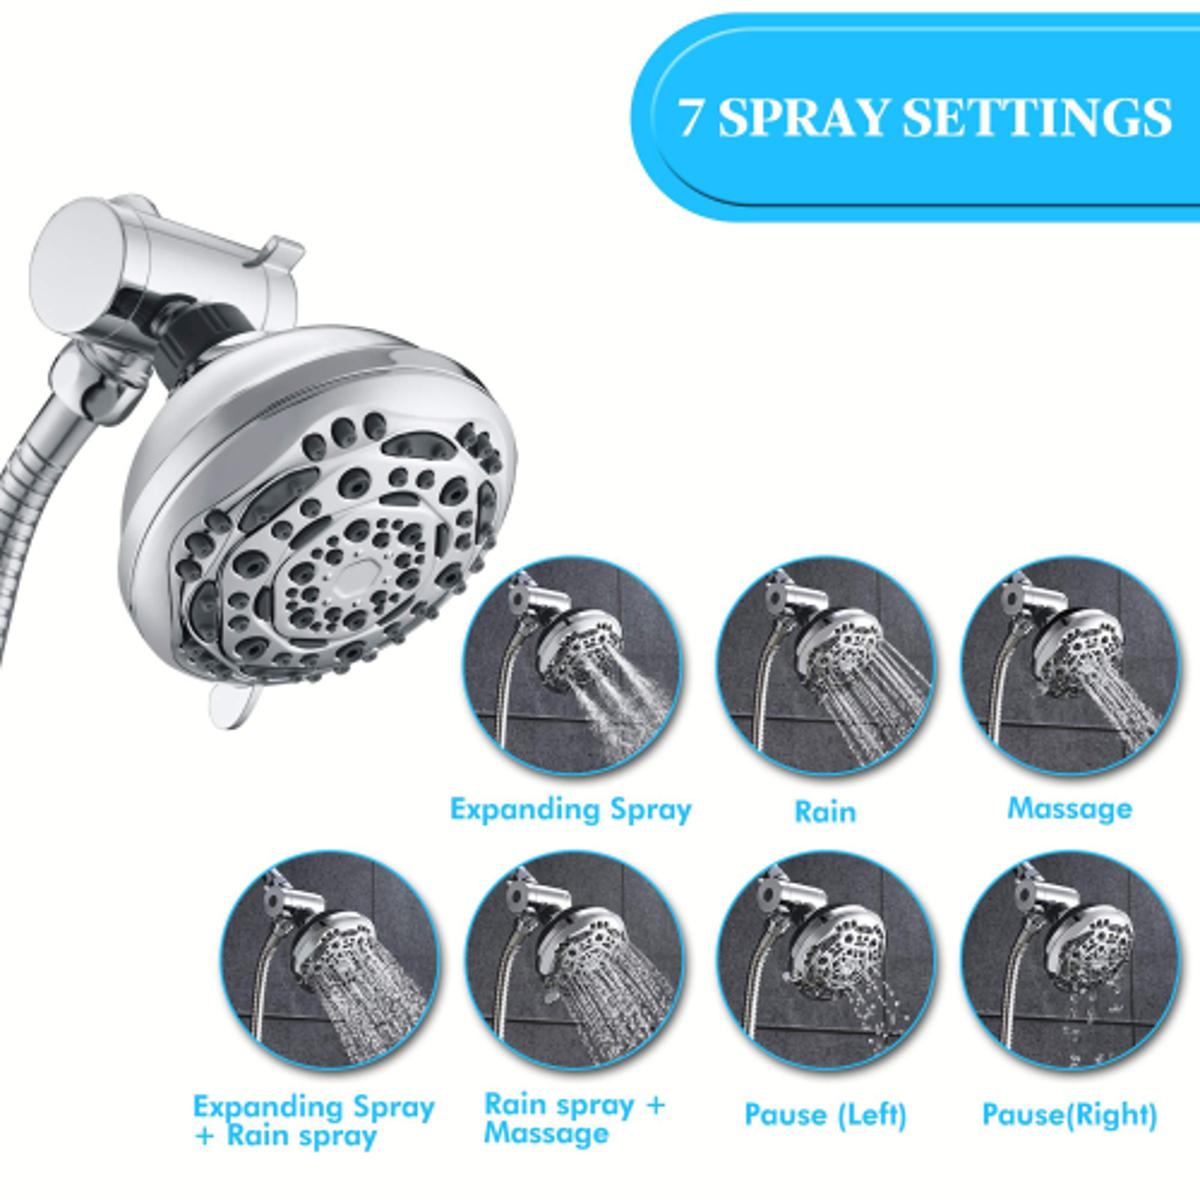 7 SPRAY SETTINGS
Expanding Spray
Rain
Massage
Expanding Spray
+ Rain spray
Rain spray +
Massage
Pause (Left)
Pause(Right)